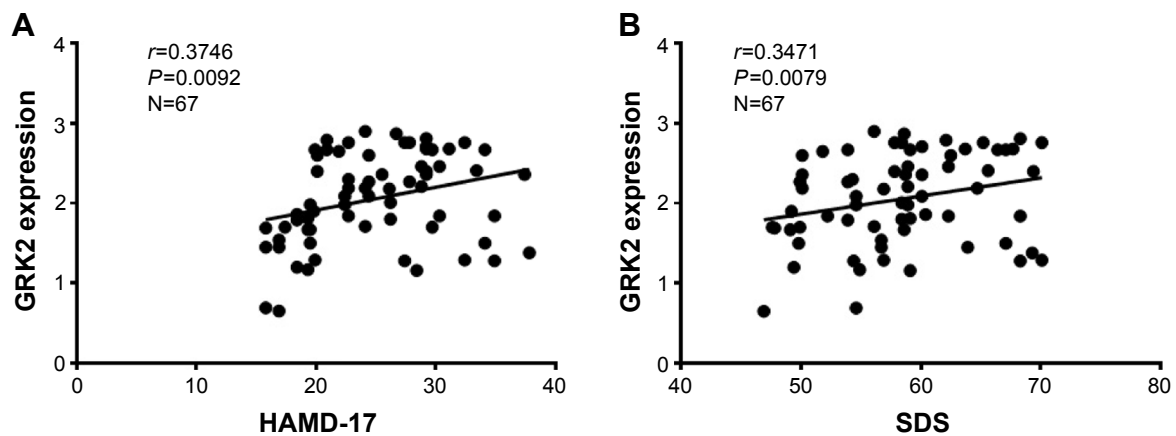 A
r=0.3746
P=0.0092
N=67
GRK2 expression
4
3
2
1
0
0 10 20 30 40
HAMD-17
B
r=0.3471
P=0.0079
N=67
GRK2 expression
4
3
2
1
0
40 50 60 70 80
SDS